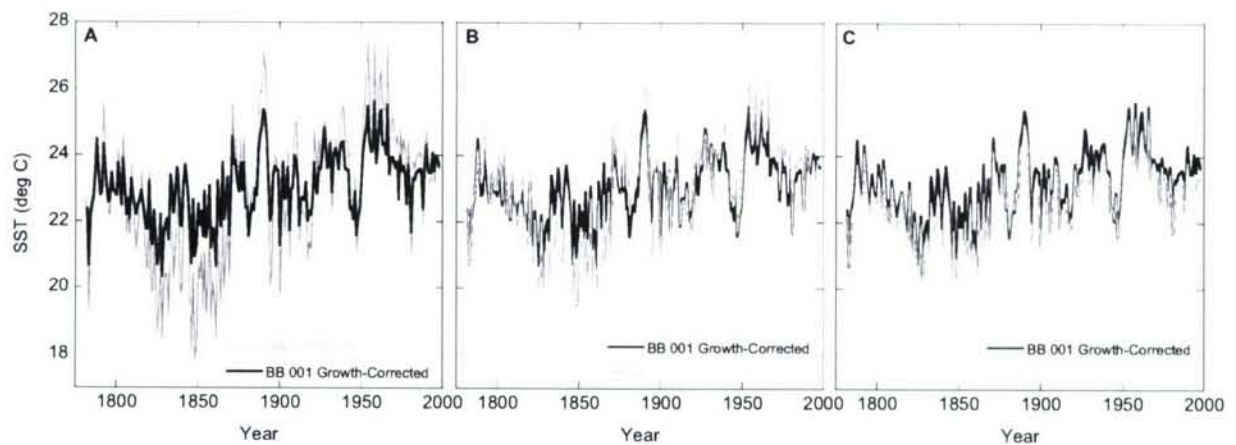 A
B
C
28
26
24
22
20
18
SST (deg C)
BB 001 Growth-Corrected
BB 001 Growth-Corrected
BB 001 Growth-Corrected
1800 1850 1900 1950 2000
1800 1850 1900 1950 2000
1800 1850 1900 1950 2000
Year
Year
Year